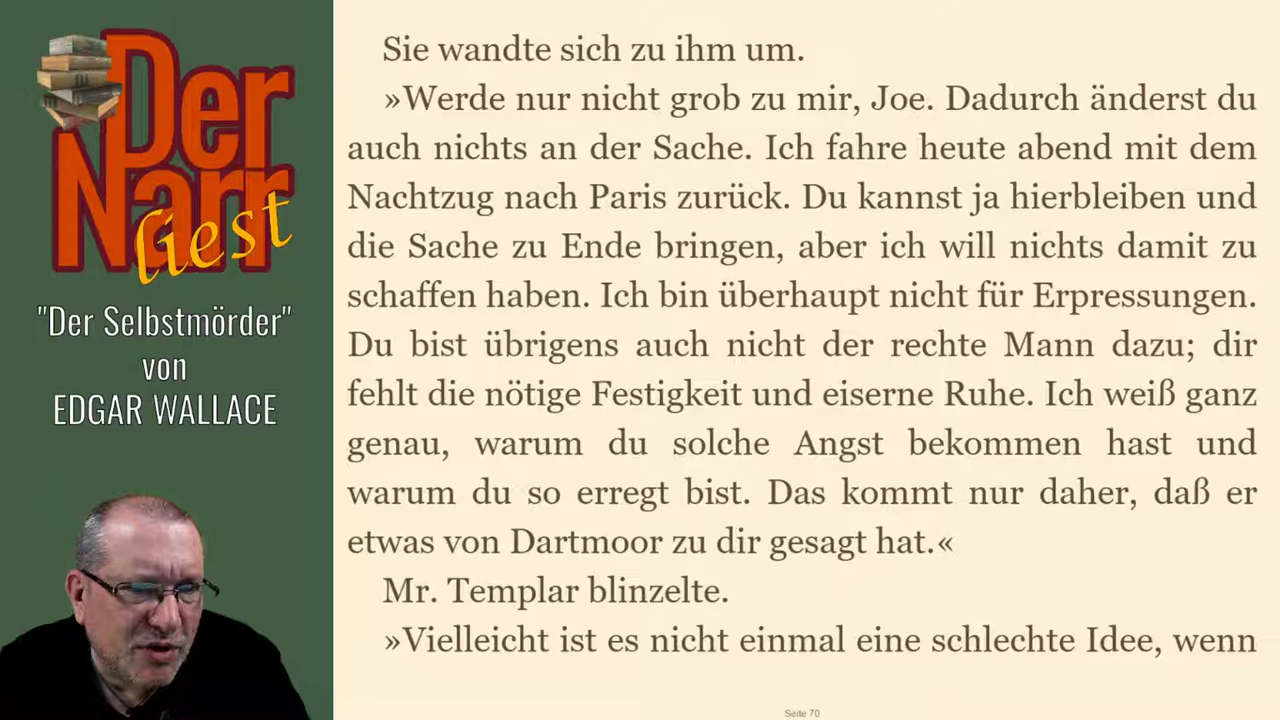 Der
Narr
liest
"Der Selbstmörder"
von
EDGAR WALLACE
Sie wandte sich zu ihm um.
»Werde nur nicht grob zu mir, Joe. Dadurch änderst du
auch nichts an der Sache. Ich fahre heute abend mit dem
Nachtzug nach Paris zurück. Du kannst ja hierbleiben und
die Sache zu Ende bringen, aber ich will nichts damit zu
schaffen haben. Ich bin überhaupt nicht für Erpressungen.
Du bist übrigens auch nicht der rechte Mann dazu; dir
fehlt die nötige Festigkeit und eiserne Ruhe. Ich weiß ganz
genau, warum du solche Angst bekommen hast und
warum du so erregt bist. Das kommt nur daher, daß er
etwas von Dartmoor zu dir gesagt hat.«
Mr. Templar blinzelte.
»Vielleicht ist es nicht einmal eine schlechte Idee, wenn
Seite 70